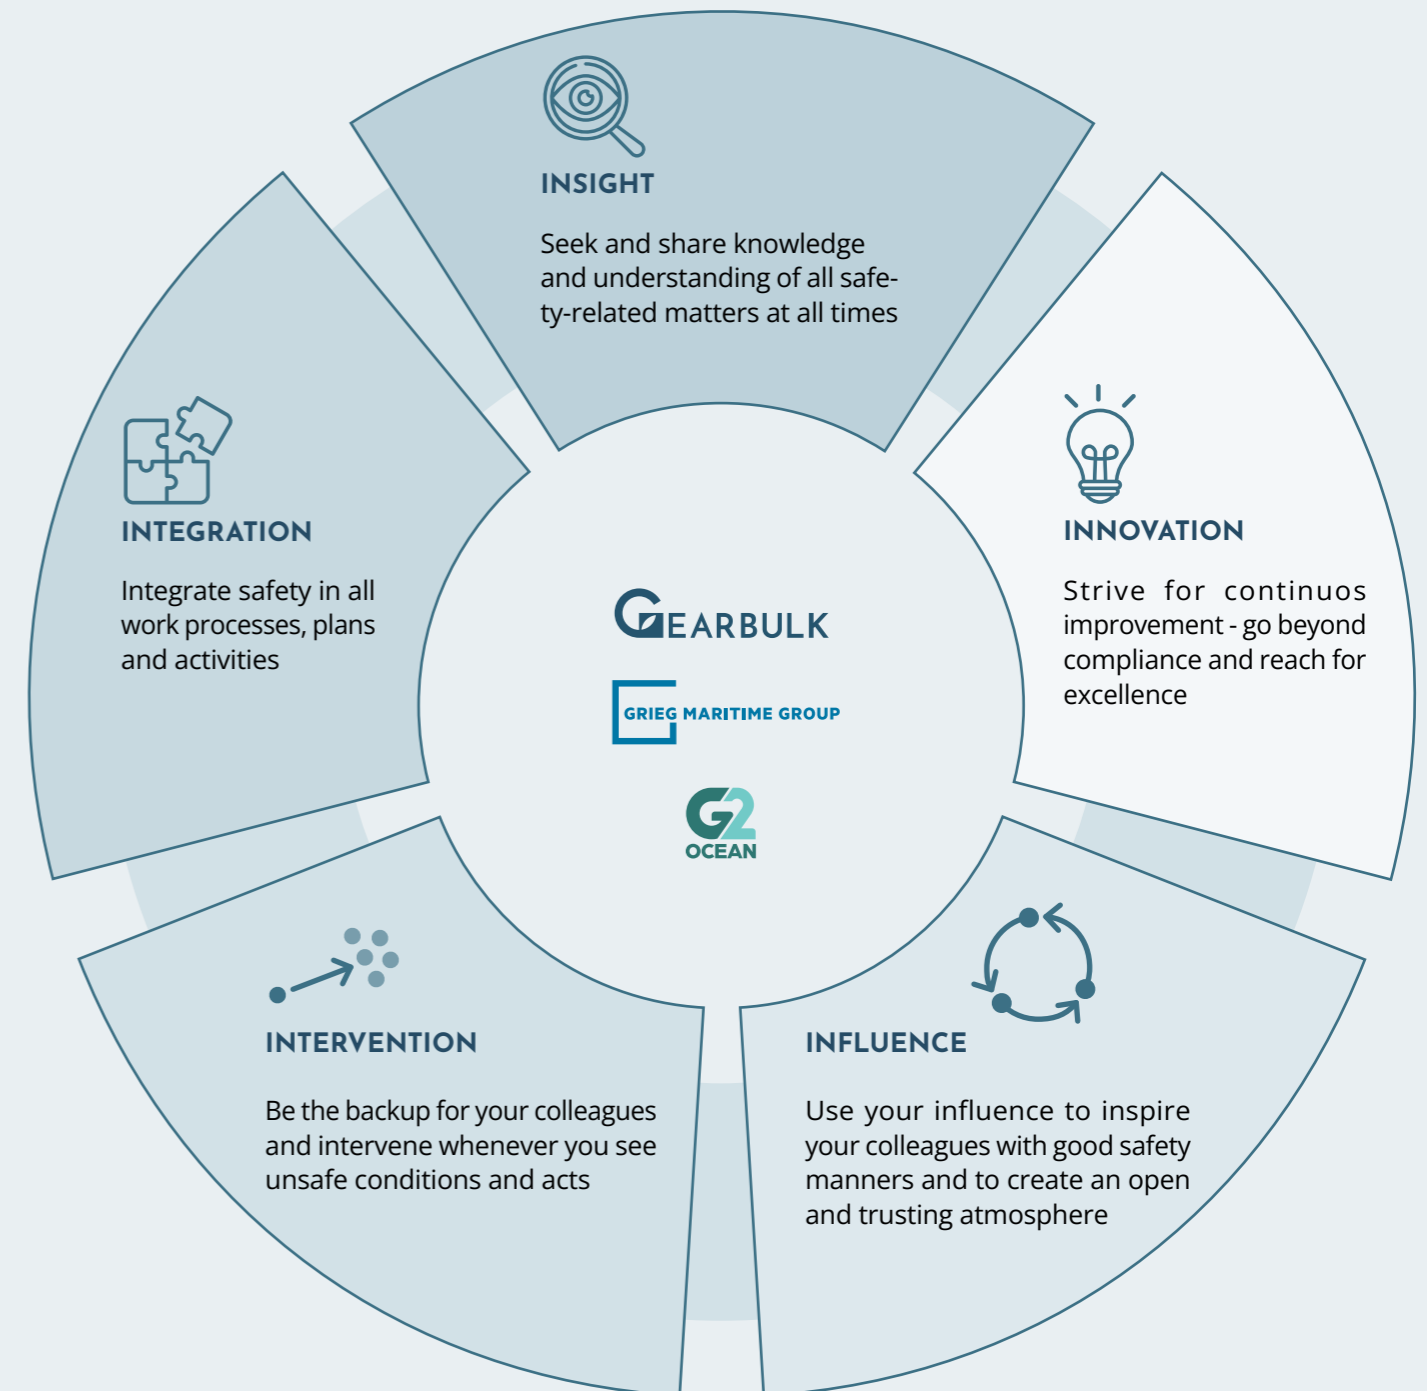 INSIGHT
Seek and share knowledge
and understanding of all safe-
ty-related matters at all times
INNOVATION
Strive for continuos
improvement - go beyond
compliance and reach for
excellence
INFLUENCE
Use your influence to inspire
your colleagues with good safety
manners and to create an open
and trusting atmosphere
INTERVENTION
Be the backup for your colleagues
and intervene whenever you see
unsafe conditions and acts
INTEGRATION
Integrate safety in all
work processes, plans
and activities
GEARBULK
GRIEG MARITIME GROUP
G2
OCEAN